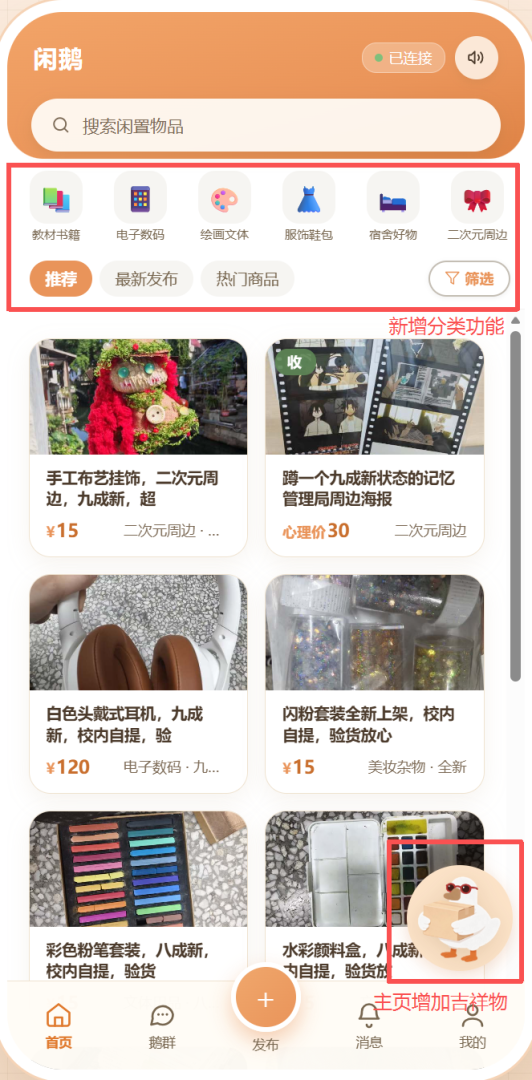 闲鹅
已连接
搜索闲置物品
教材书籍
电子数码
绘画文体
服饰鞋包
宿舍好物
二次元周边
推荐
最新发布
热门商品
筛选
新增分类功能
收
手工布艺挂饰，二次元周
边，九成新，超
¥15
二次元周边 · ...
蹲一个九成新状态的记忆
管理局周边海报
心理价30
二次元周边
白色头戴式耳机，九成
新，校内自提，验
¥120
电子数码 · 九...
闪粉套装全新上架，校内
自提，验货放心
¥15
美妆杂物 · 全新
彩色粉笔套装，八成新，
校内自提，验货
水彩颜料盒，八成新
内自提，验货放
主页增加吉祥物
首页
鹅群
发布
消息
我的